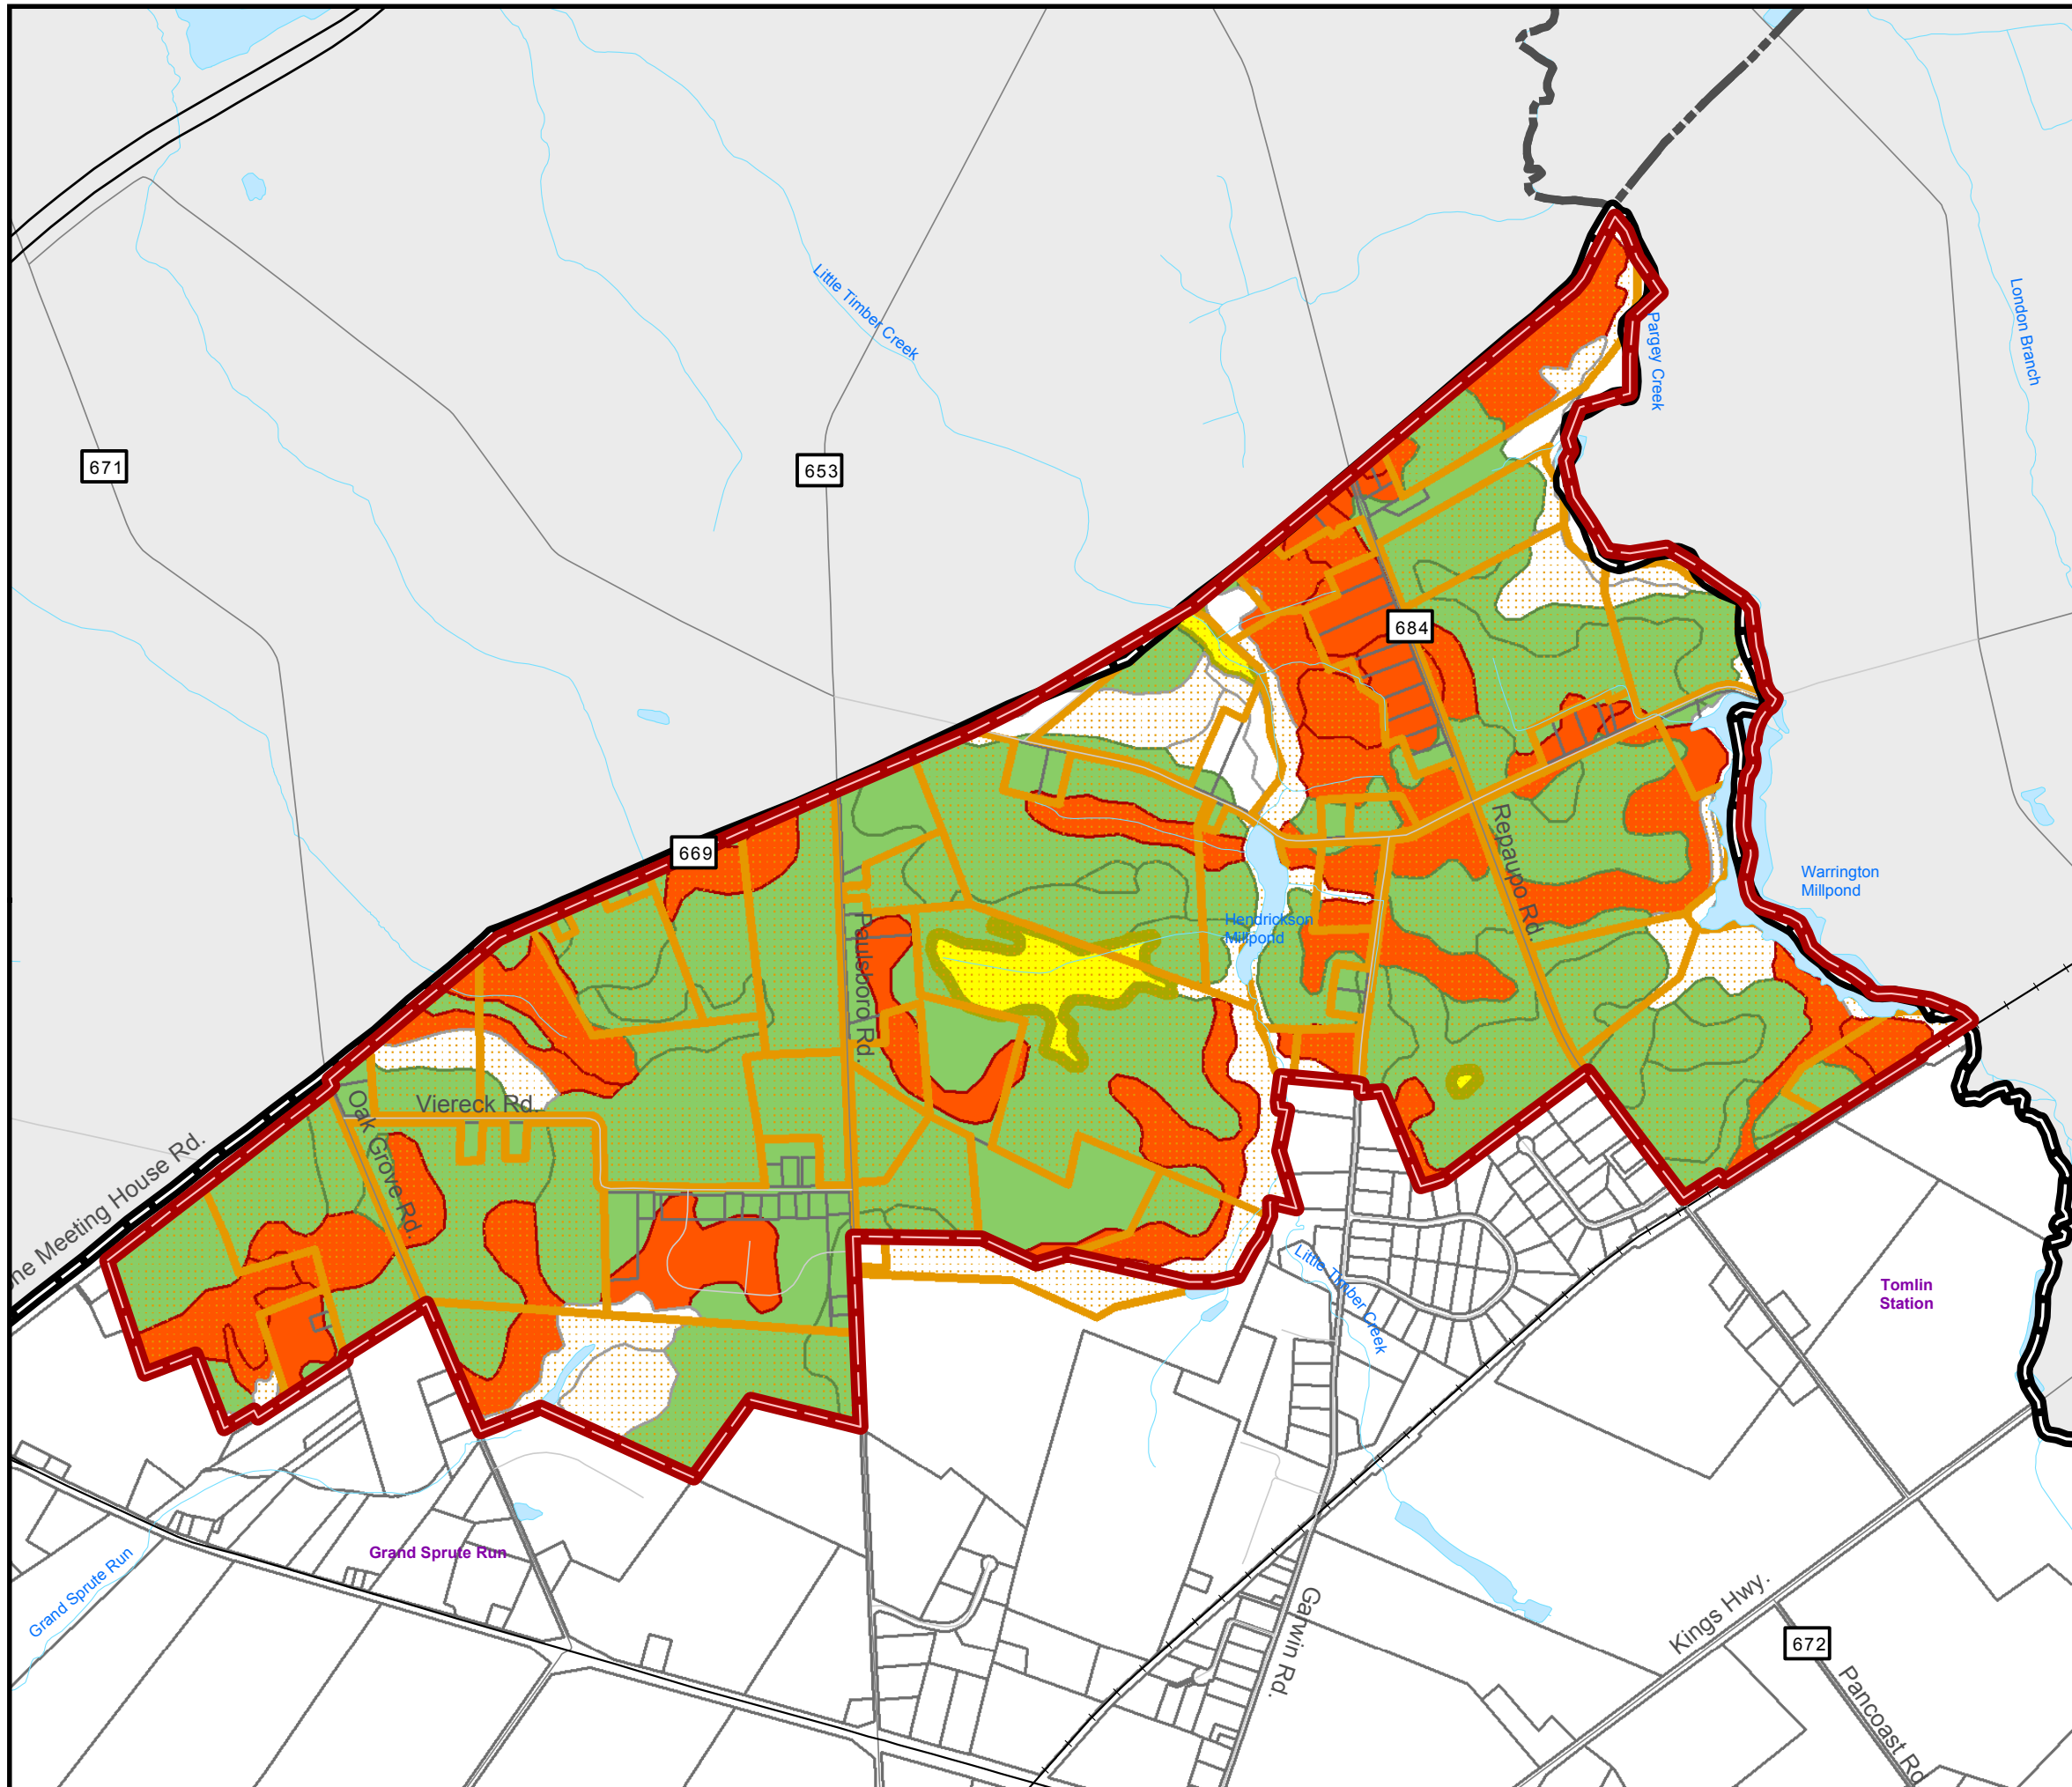 Little Timber Creek
Pargey Creek
London Branch
671
653
684
669
Repaupo Rd.
Warrington
Millpond
Hendrickson
Millpond
Paulsboro Rd.
Viereck Rd.
Oak Grove Rd.
ne Meeting House Rd.
Little Timber Creek
Tomlin
Station
Grand Sprute Run
Grand Sprute Run
Garwin Rd.
Kings Hwy.
672
Pancoast Rd